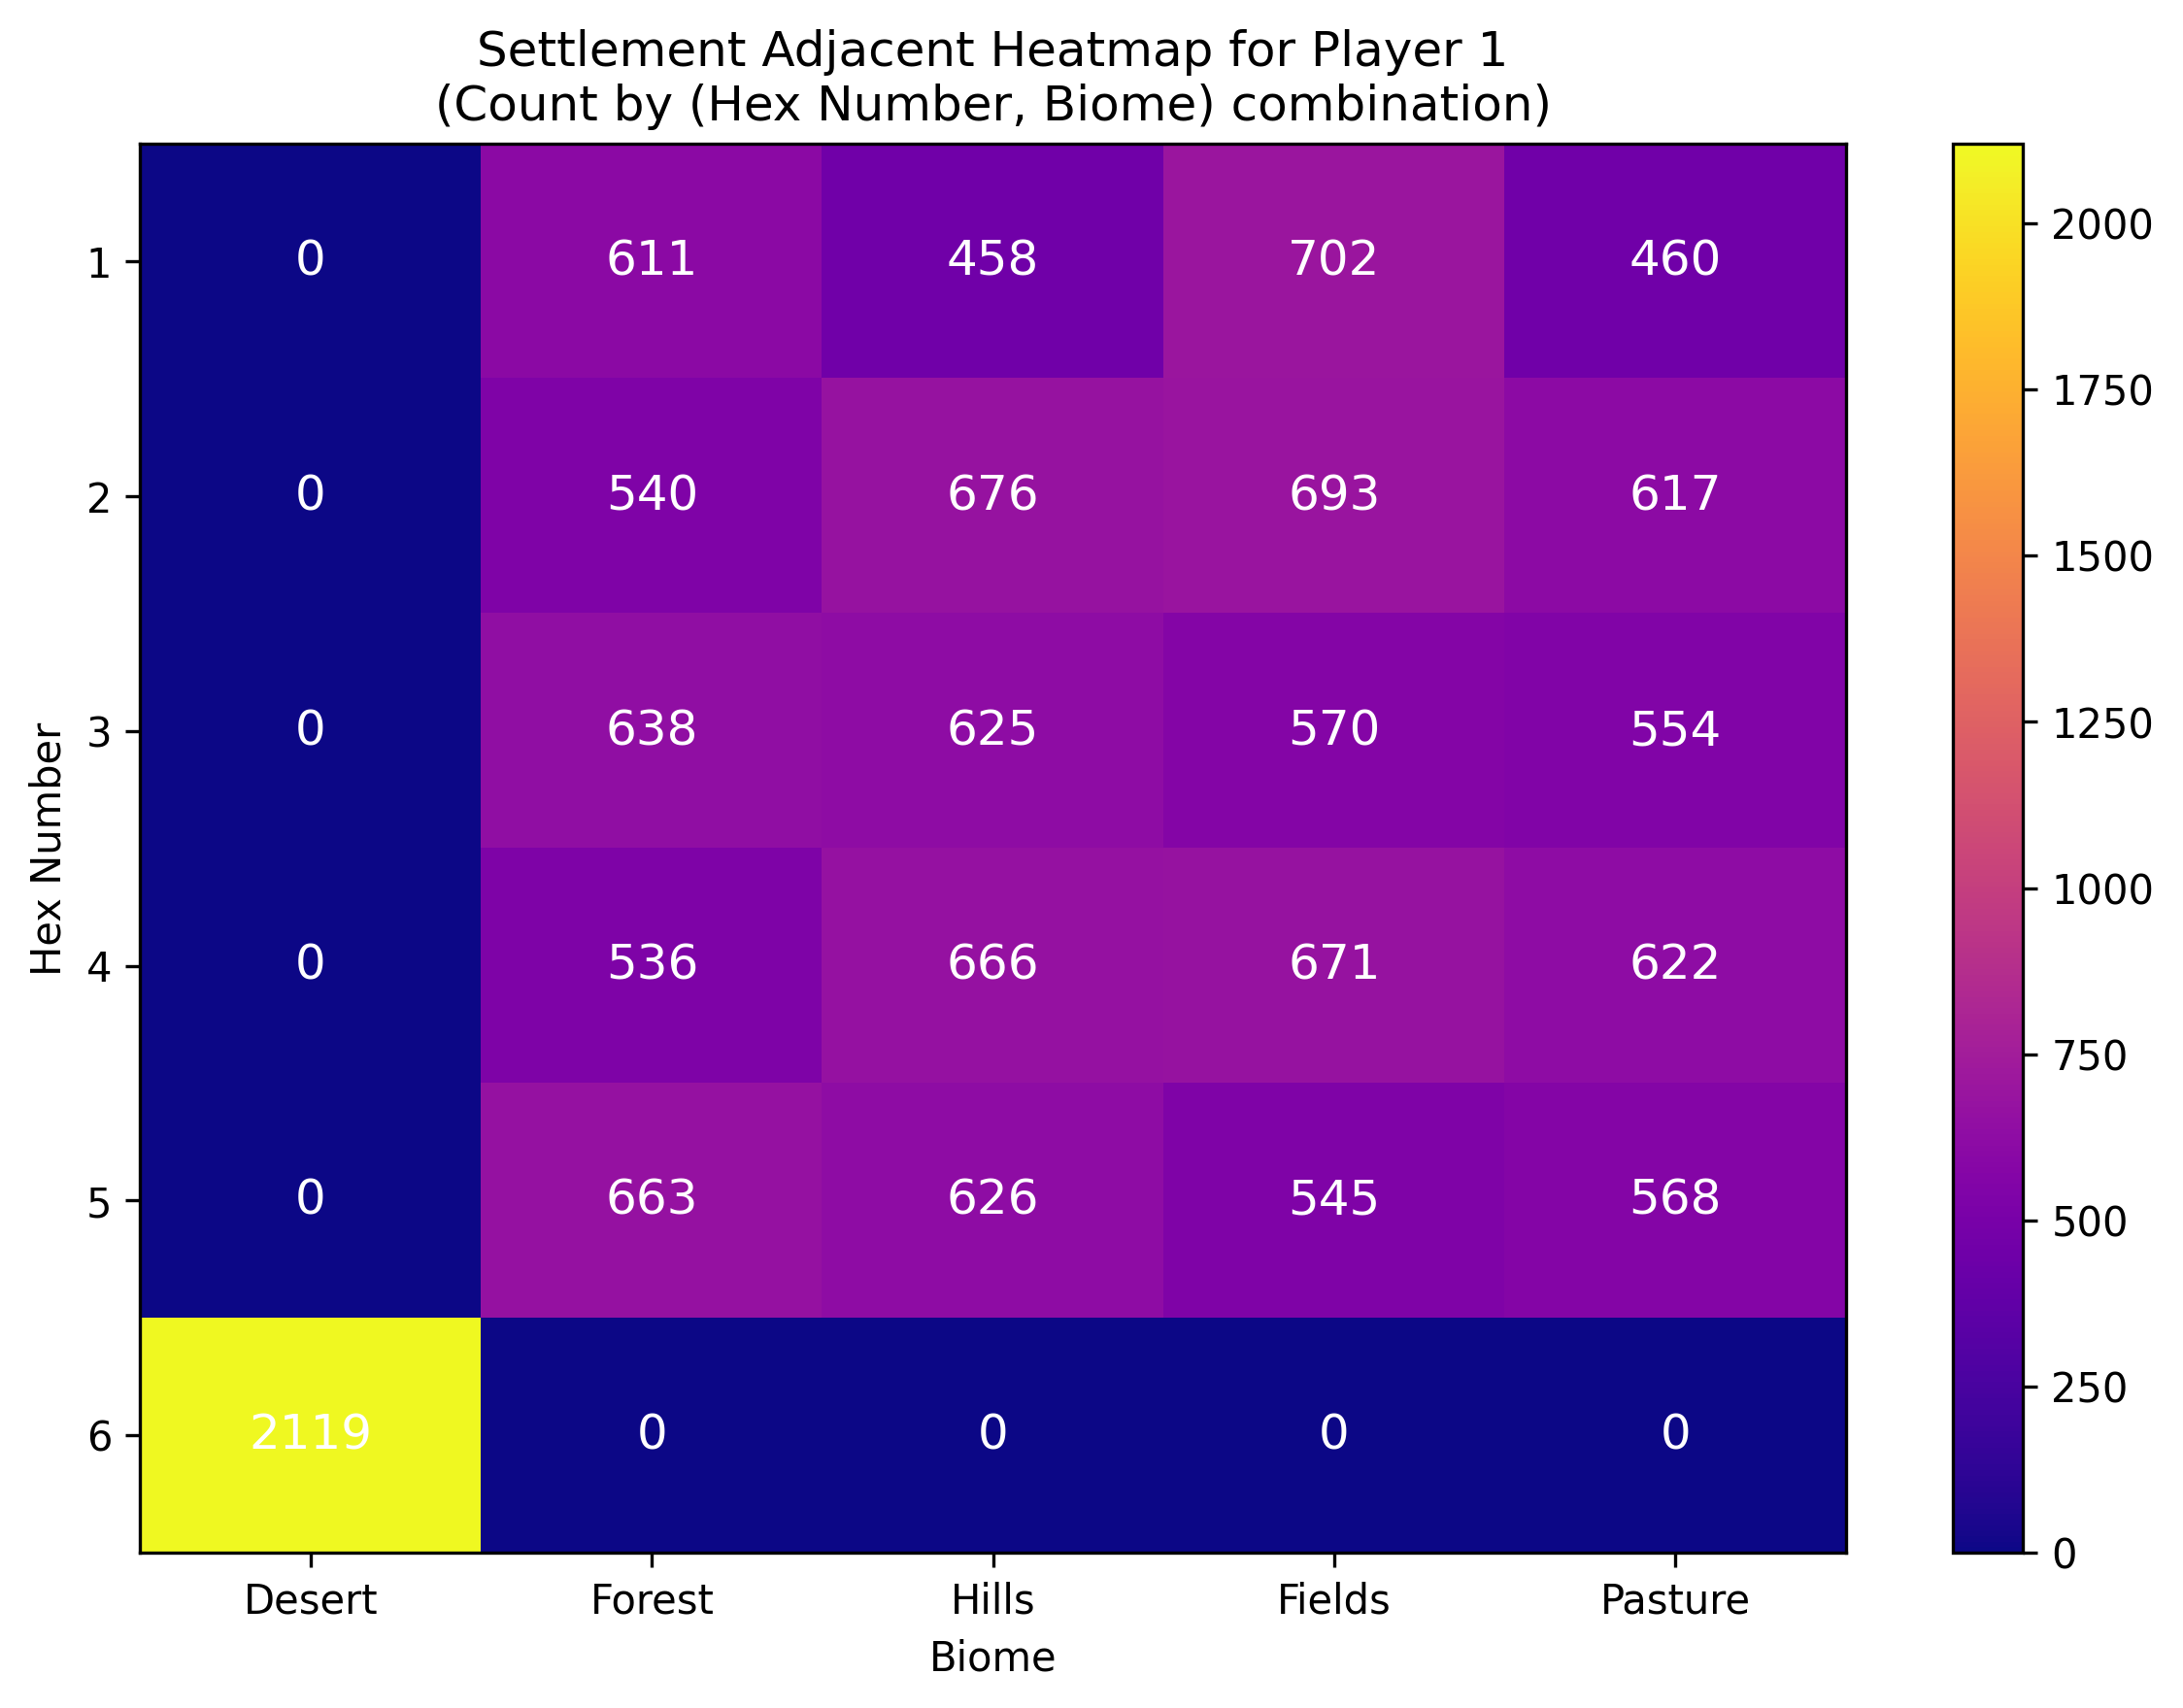 Settlement Adjacent Heatmap for Player 1
(Count by (Hex Number, Biome) combination)
Hex Number
1 0 611 458 702 460
2 0 540 676 693 617
3 0 638 625 570 554
4 0 536 666 671 622
5 0 663 626 545 568
6 2119 0 0 0 0
Desert Forest Hills Fields Pasture
Biome
2000
1750
1500
1250
1000
750
500
250
0